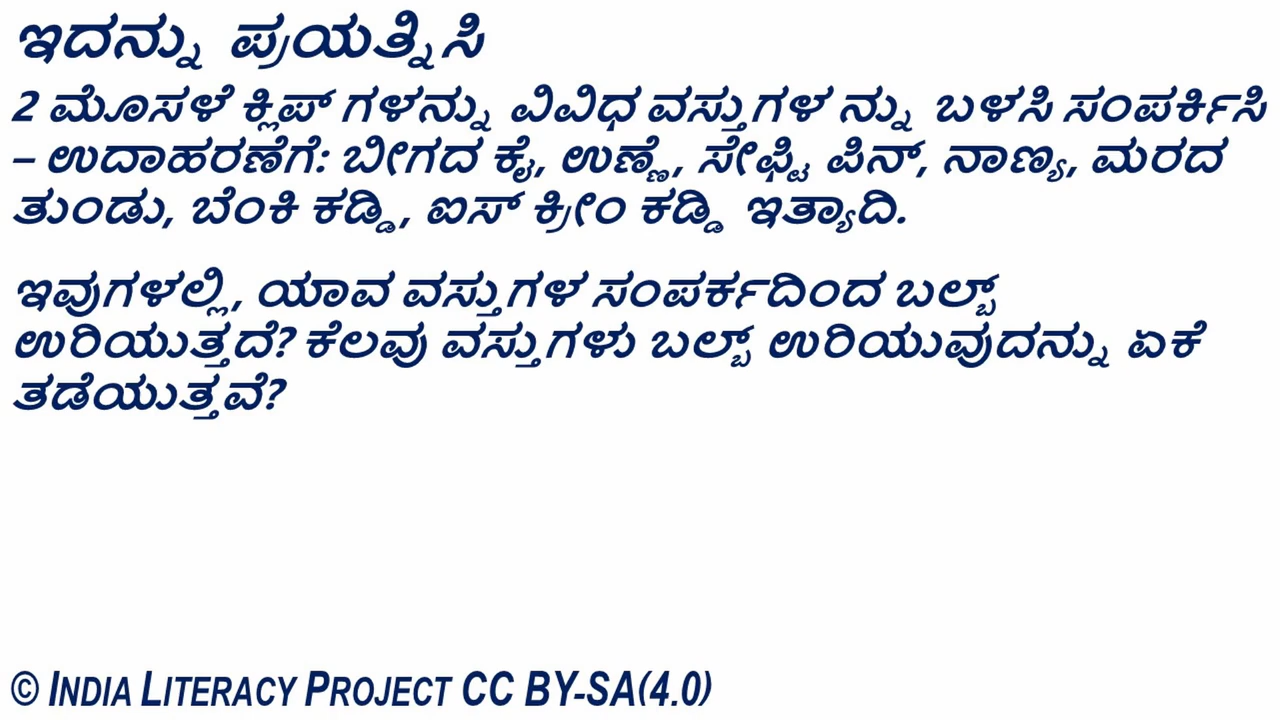 ಇದನ್ನು ಪ್ರಯತ್ನಿಸಿ
2 ಮೊಸಳೆ ಕ್ಲಿಪ್ ಗಳನ್ನು ವಿವಿಧ ವಸ್ತುಗಳ ನ್ನು ಬಳಸಿ ಸಂಪರ್ಕಿಸಿ
– ಉದಾಹರಣೆಗೆ: ಬೀಗದ ಕೈ, ಉಣ್ಣೆ, ಸೇಫ್ಟಿ ಪಿನ್, ನಾಣ್ಯ, ಮರದ
ತುಂಡು, ಬೆಂಕಿ ಕಡ್ಡಿ, ಐಸ್ ಕ್ರೀಂ ಕಡ್ಡಿ ಇತ್ಯಾದಿ.
ಇವುಗಳಲ್ಲಿ, ಯಾವ ವಸ್ತುಗಳ ಸಂಪರ್ಕದಿಂದ ಬಲ್ಬ್
ಉರಿಯುತ್ತದೆ? ಕೆಲವು ವಸ್ತುಗಳು ಬಲ್ಬ್ ಉರಿಯುವುದನ್ನು ಏಕೆ
ತಡೆಯುತ್ತವೆ?
© INDIA LITERACY PROJECT CC BY-SA(4.0)